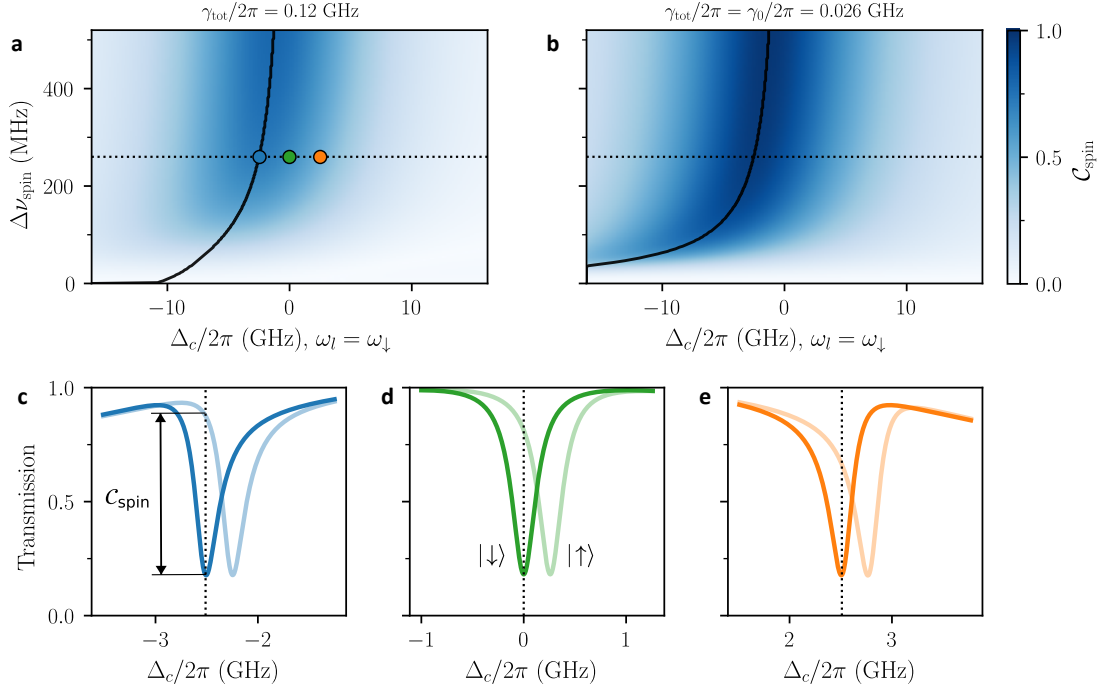 γtot/2π = 0.12 GHz
γtot/2π = γ0/2π = 0.026 GHz
a
b
Δνspin (MHz)
400
200
0
−10
0
10
Δc/2π (GHz), ωl = ω↓
−10
0
10
Δc/2π (GHz), ωl = ω↓
1.0
0.5
0.0
𝒞spin
c
d
e
Transmission
1.0
0.5
0.0
𝒞spin
|↓⟩
|↑⟩
−3
−2
Δc/2π (GHz)
−1
0
1
Δc/2π (GHz)
2
3
Δc/2π (GHz)